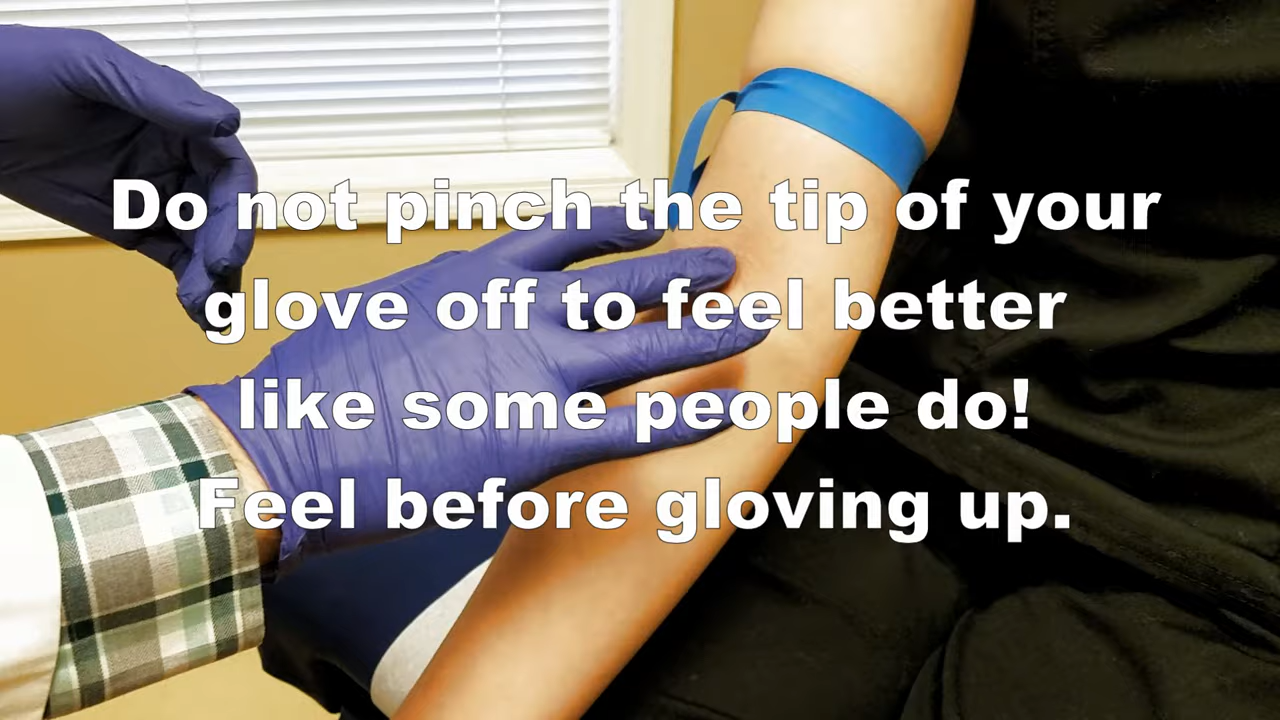 Do not pinch the tip of your
glove off to feel better
like some people do!
Feel before gloving up.